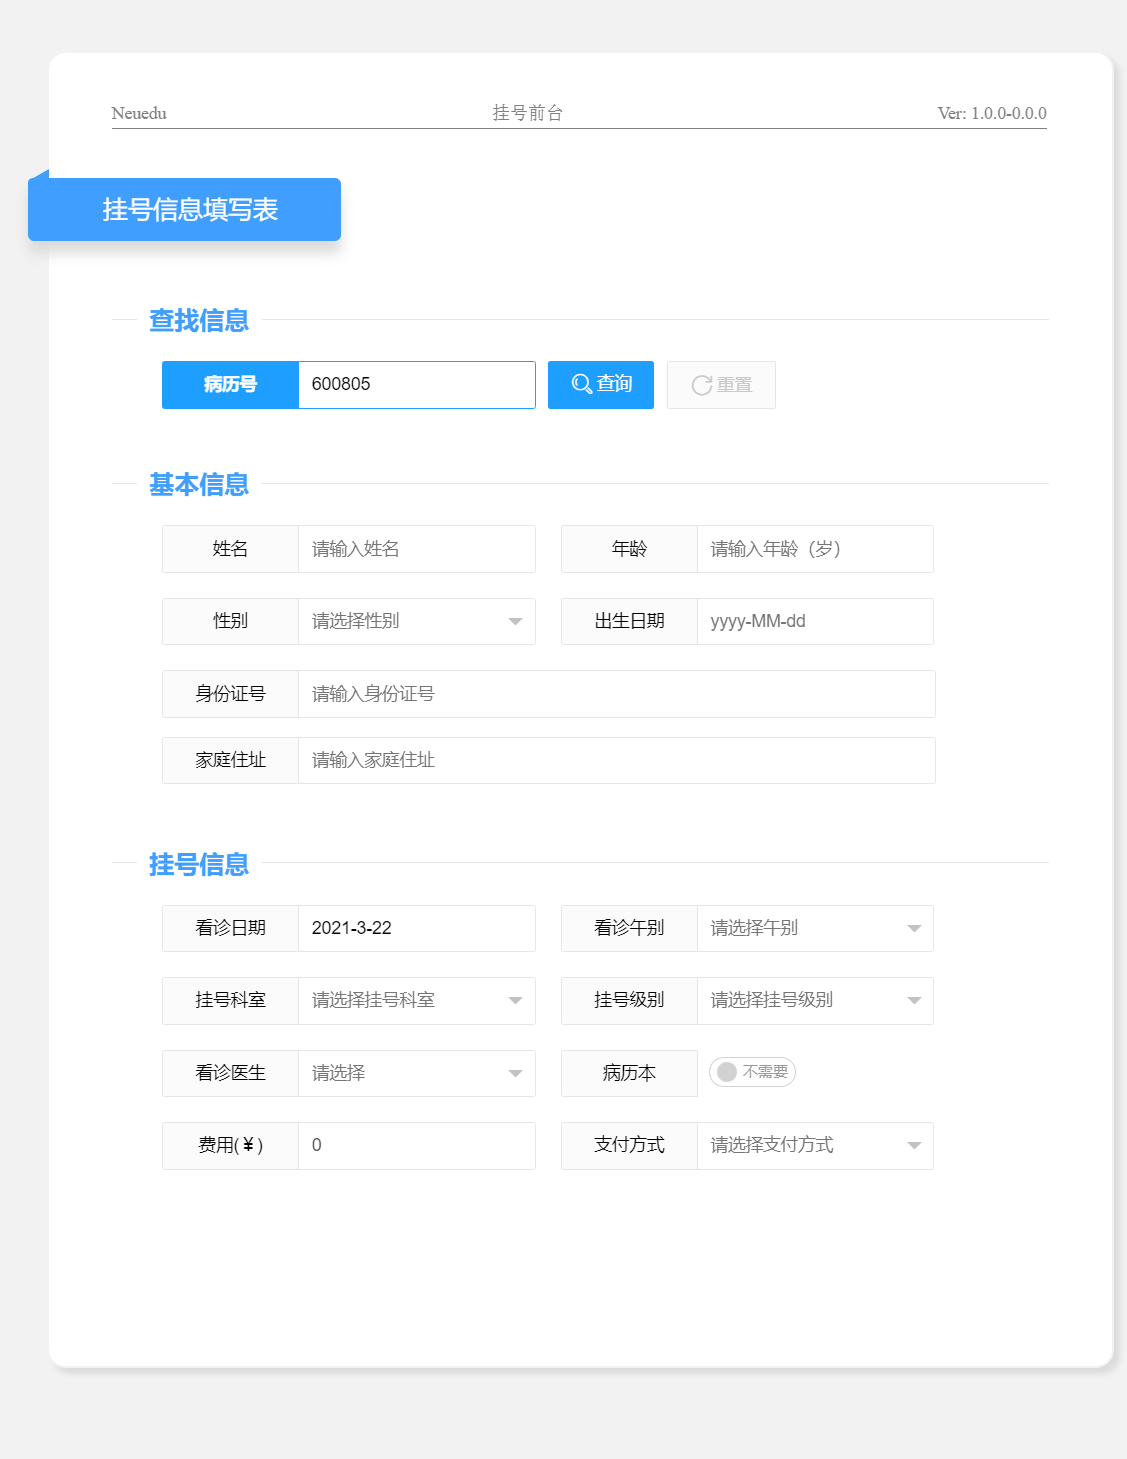 Neuedu 挂号前台 Ver: 1.0.0-0.0.0
挂号信息填写表
查找信息
病历号 600805 查询 重置
基本信息
姓名 请输入姓名 年龄 请输入年龄（岁）
性别 请选择性别 出生日期 yyyy-MM-dd
身份证号 请输入身份证号
家庭住址 请输入家庭住址
挂号信息
看诊日期 2021-3-22 看诊午别 请选择午别
挂号科室 请选择挂号科室 挂号级别 请选择挂号级别
看诊医生 请选择 病历本 不需要
费用(￥) 0 支付方式 请选择支付方式